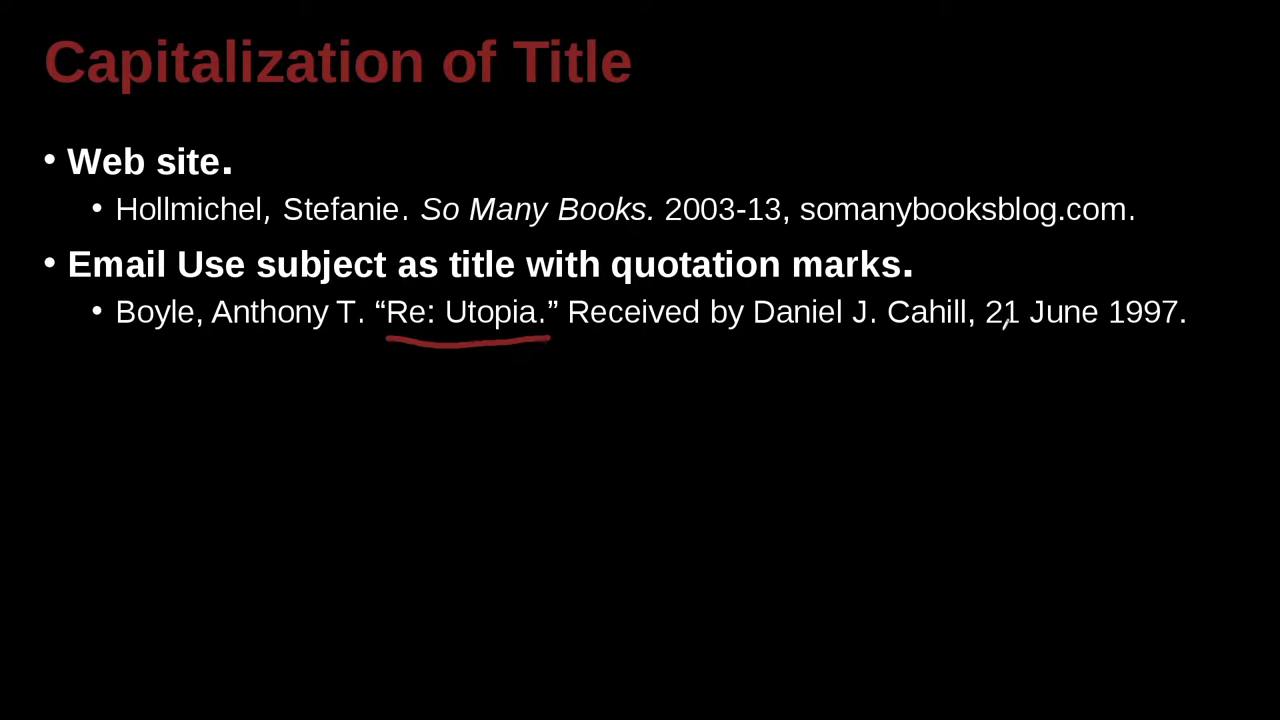 Capitalization of Title
• Web site.
• Hollmichel, Stefanie. So Many Books. 2003-13, somanybooksblog.com.
• Email Use subject as title with quotation marks.
• Boyle, Anthony T. “Re: Utopia.” Received by Daniel J. Cahill, 21 June 1997.